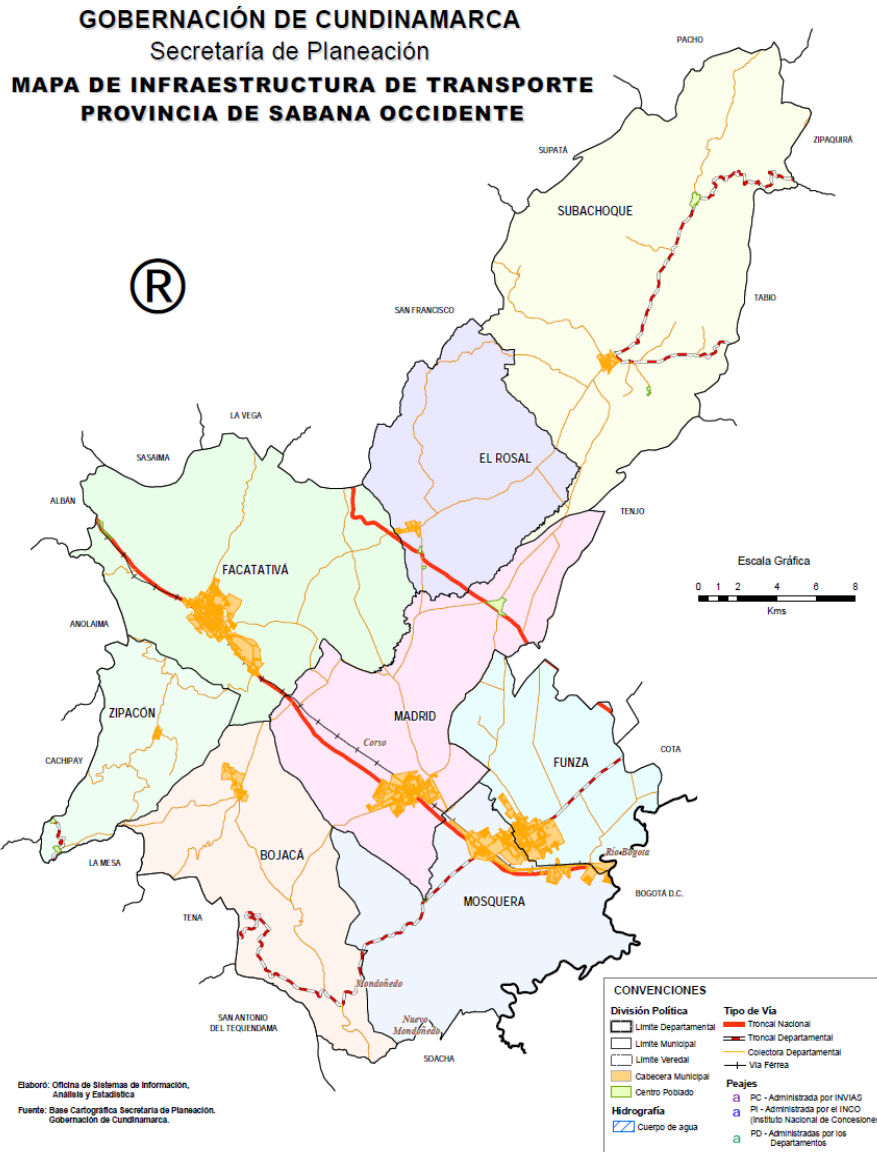 GOBERNACIÓN DE CUNDINAMARCA
Secretaría de Planeación
MAPA DE INFRAESTRUCTURA DE TRANSPORTE
PROVINCIA DE SABANA OCCIDENTE
PACHO
ZIPAQUIRÁ
SUPATÁ
SUBACHOQUE
®
TABIO
SAN FRANCISCO
LA VEGA
SASAIMA
EL ROSAL
ALBÁN
TENJO
FACATATIVÁ
Escala Gráfica
0 1 2 4 6 8
Kms
ANOLAIMA
ZIPACÓN
MADRID
Corso
CACHIPAY
FUNZA
COTA
LA MESA
BOJACÁ
Río Bogota
BOGOTÁ D.C.
MOSQUERA
TENA
Mondoñedo
SAN ANTONIO
DEL TEQUENDAMA
Nuevo
Mondoñedo
SOACHA
CONVENCIONES
División Política
Limite Departamental
Limite Municipal
Limite Veredal
Cabecera Municipal
Centro Poblado
Hidrografía
Cuerpo de agua
Tipo de Vía
Troncal Nacional
Troncal Departamental
Colectora Departamental
Vía Férrea
Peajes
a PC - Administrada por INVIAS
a PI - Administrada por el INCO
(Instituto Nacional de Concesione
a PD - Administradas por los
Departamentos
Elaboró: Oficina de Sistemas de Información,
Análisis y Estadistica
Fuente: Base Cartográfica Secretaria de Planeación.
Gobernación de Cundinamarca.